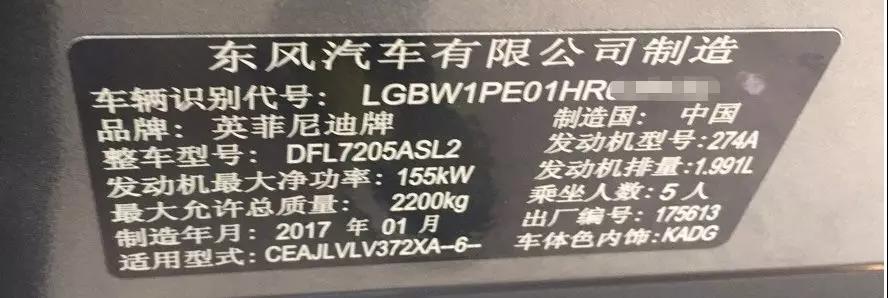 东风汽车有限公司制造
车辆识别代号: LGBW1PE01HR
品牌: 英菲尼迪牌 制造国: 中国
整车型号: DFL7205ASL2 发动机型号:274A
发动机最大净功率: 155kW 发动机排量:1.991L
最大允许总质量: 2200kg 乘坐人数:5人
制造年月: 2017 年 01 月 出厂编号:175613
适用型式: CEAJLVLV372XA-6- 车体色内饰:KADG